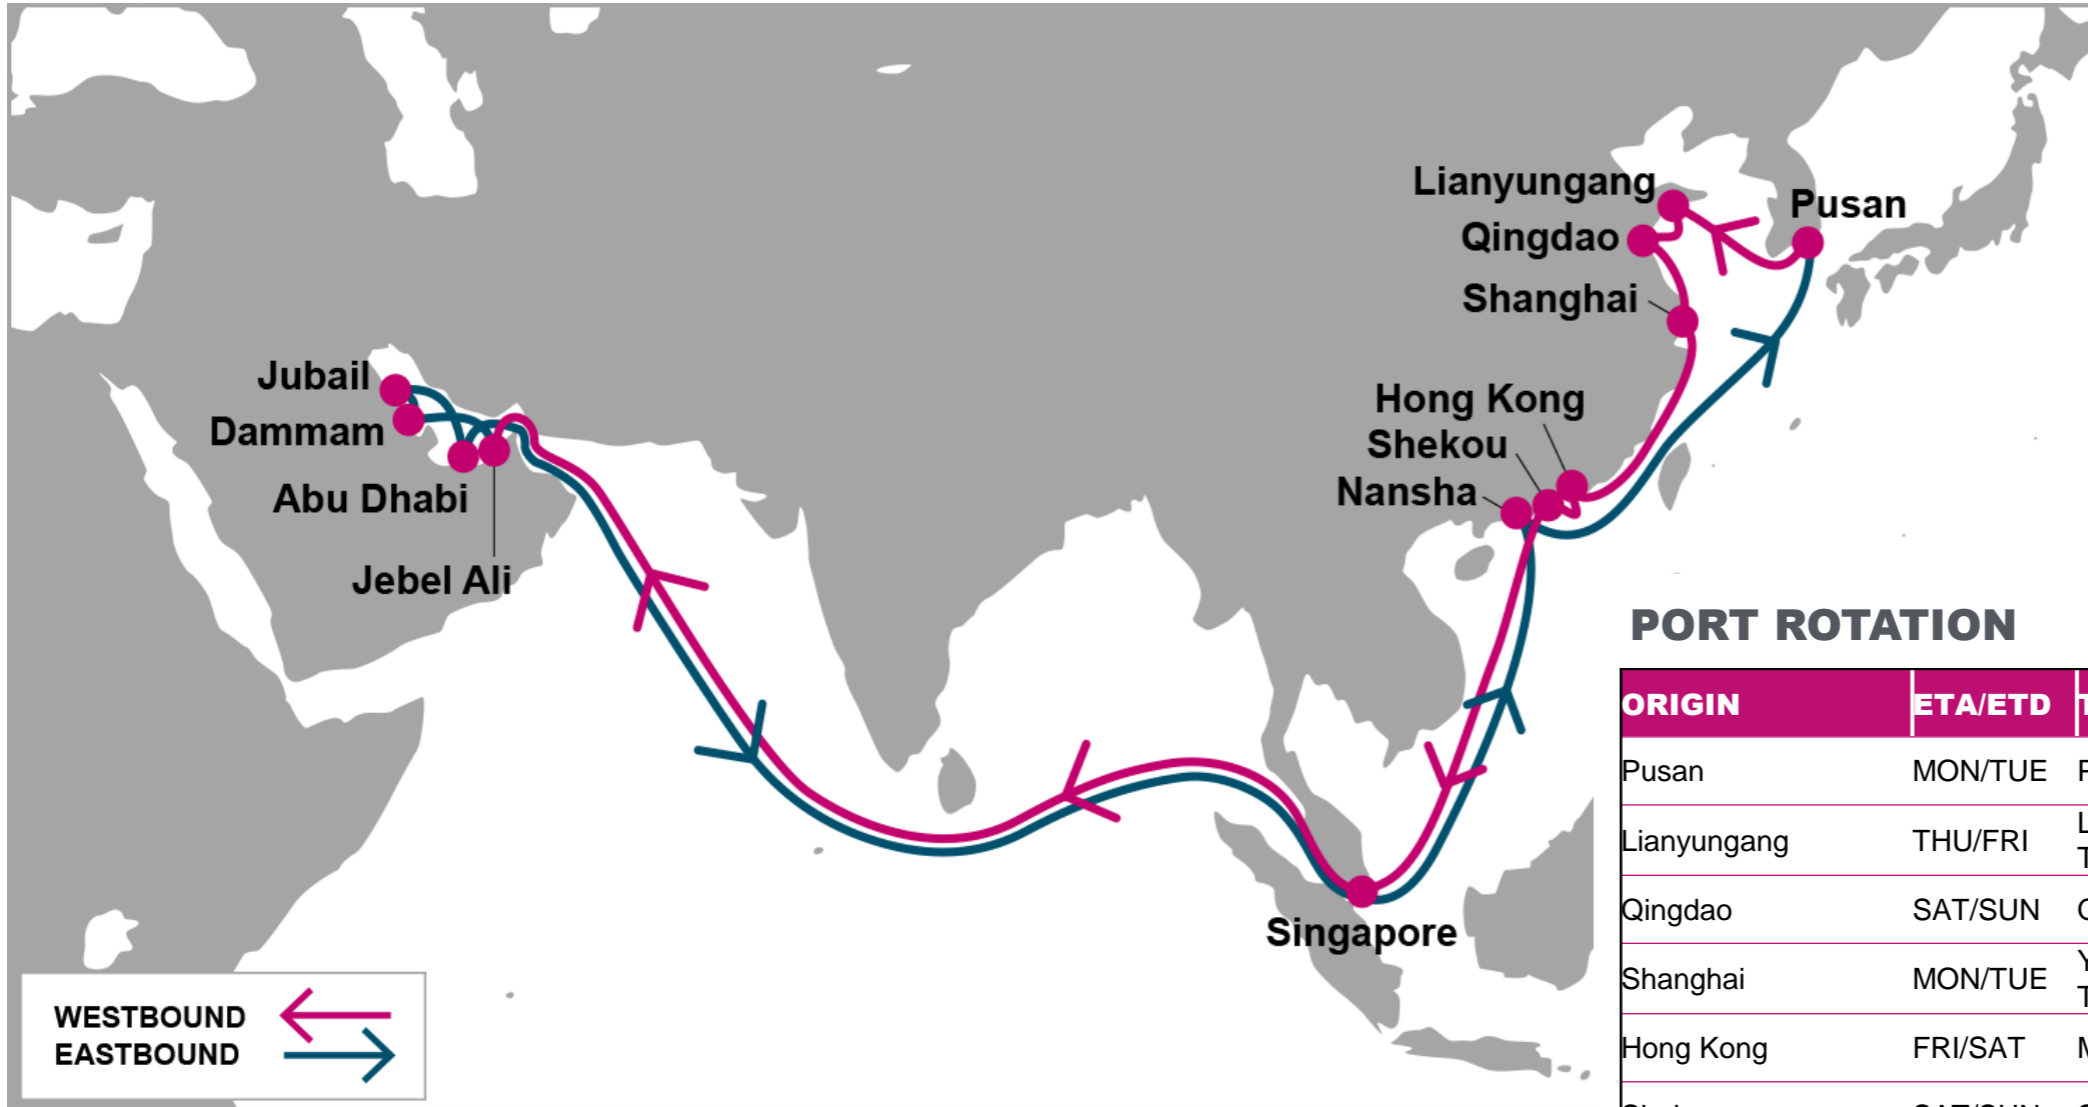 Lianyungang
Pusan
Qingdao
Shanghai
Jubail
Hong Kong
Dammam
Shekou
Nansha
Abu Dhabi
Jebel Ali
Singapore
WESTBOUND
EASTBOUND
PORT ROTATION
ORIGIN ETA/ETD
Pusan MON/TUE
Lianyungang THU/FRI
Qingdao SAT/SUN
Shanghai MON/TUE
Hong Kong FRI/SAT